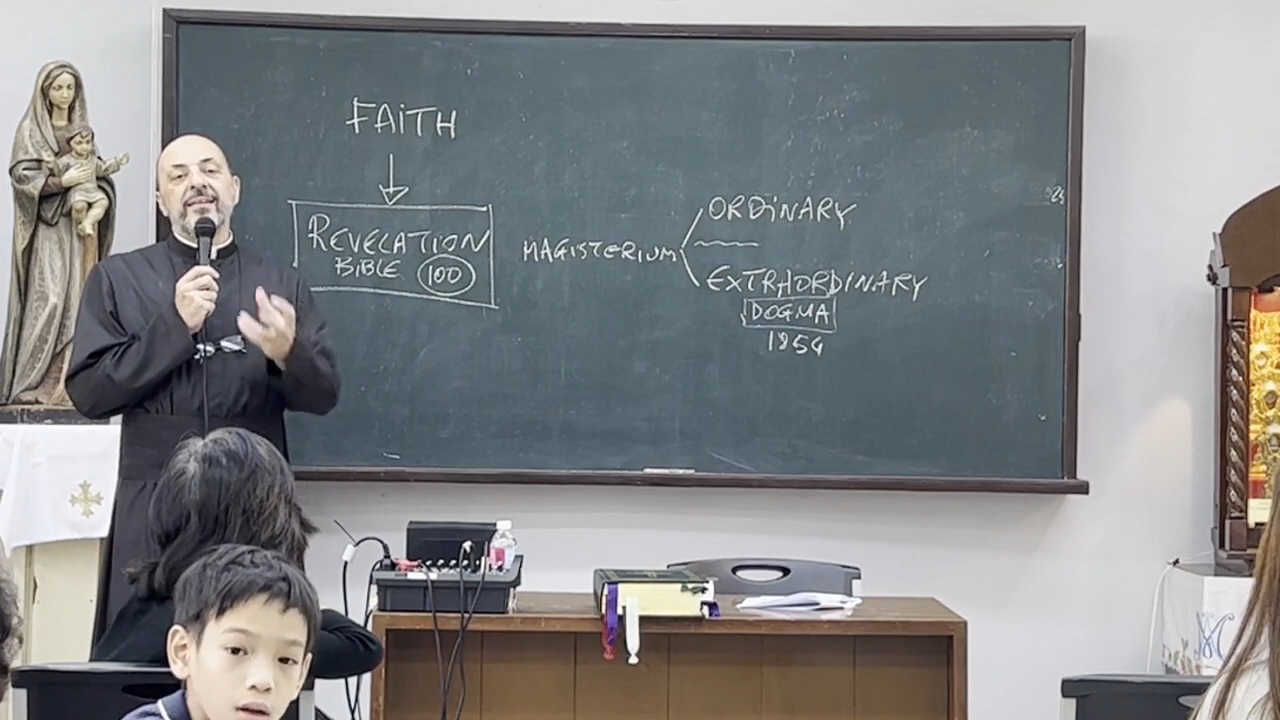 FAiTH
REVELATION
BiBLE 100
MAGISTERIUM
ORDiNARY
EXTRAORDINARY
DOGMA
1854